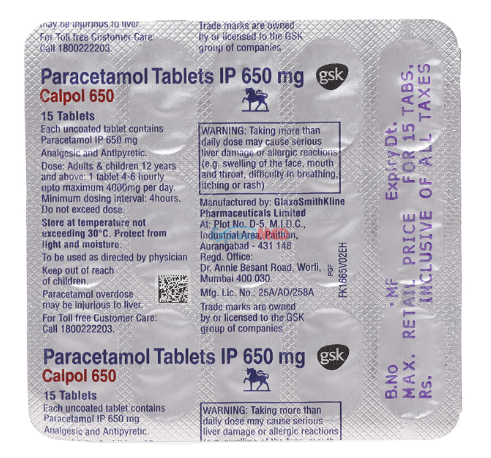 may be injurious to liver.
For Toll free Customer Care:
Call 1800222203.
Trade marks are owned
by or licensed to the GSK
group of companies
Paracetamol Tablets IP 650 mg
gsk
Calpol 650
15 Tablets
Each uncoated tablet contains
Paracetamol IP 650 mg
Analgesic and Antipyretic.
Dose: Adults & children 12 years
and above: 1 tablet 4-6 hourly
upto maximum 4000mg per day.
Minimum dosing interval: 4hours.
Do not exceed dose.
Store at temperature not
exceeding 30°C. Protect from
light and moisture.
To be used as directed by physician
Keep out of reach
of children.
Paracetamol overdose
may be injurious to liver.
For Toll free Customer Care:
Call 1800222203.
WARNING: Taking more than
daily dose may cause serious
liver damage or allergic reactions
(e.g. swelling of the face, mouth
and throat, difficulty in breathing,
itching or rash)
Manufactured by: GlaxoSmithKline
Pharmaceuticals Limited
At: Plot No. D-5, M.I.D.C.,
Industrial Area,
Aurangabad - 431 148
Regd. Office:
Dr. Annie Besant Road, Worli,
Mumbai 400 030.
Mfg. Lic. No.: 25A/AD/258A
Trade marks are owned
by or licensed to the GSK
group of companies
RGF
FK1665V02EH
Paracetamol Tablets IP 650 mg
gsk
Calpol 650
15 Tablets
Each uncoated tablet contains
Paracetamol IP 650 mg
Analgesic and Antipyretic.
WARNING: Taking more than
daily dose may cause serious
liver damage or allergic reactions
B.No Expiry Dt.
MAX. RETAIL PRICE FOR 15 TABS.
Rs. INCLUSIVE OF ALL TAXES